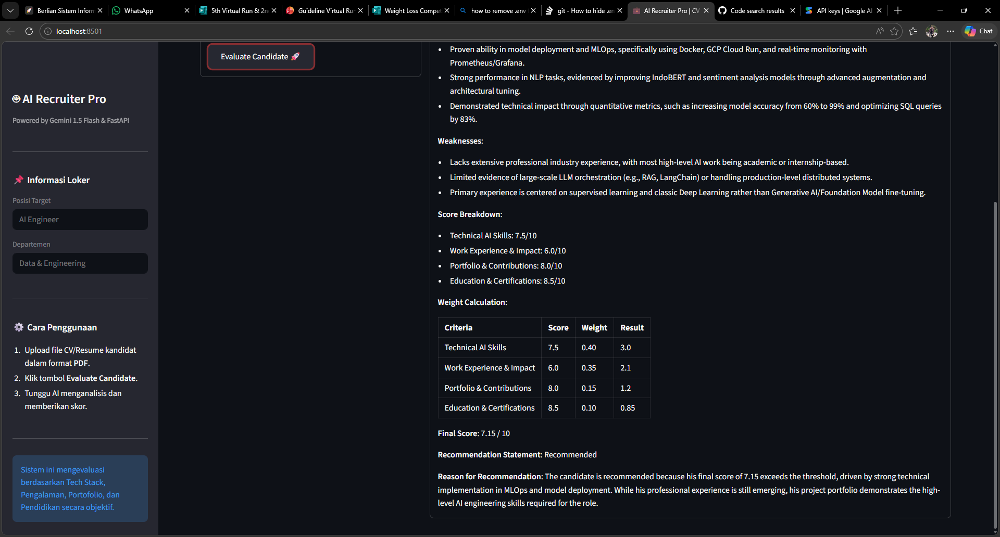 Berlian Sistem Inform
WhatsApp
5th Virtual Run & 2n
Guideline Virtual Run
Weight Loss Compet
how to remove .env
git - How to hide .en
AI Recruiter Pro | CV
Code search results
API keys | Google AI
localhost:8501
Chat
AI Recruiter Pro
Powered by Gemini 1.5 Flash & FastAPI
📌 Informasi Loker
Posisi Target
AI Engineer
Departemen
Data & Engineering
⚙️ Cara Penggunaan
1. Upload file CV/Resume kandidat
dalam format PDF.
2. Klik tombol Evaluate Candidate.
3. Tunggu AI menganalisis dan
memberikan skor.
Sistem ini mengevaluasi
berdasarkan Tech Stack,
Pengalaman, Portofolio, dan
Pendidikan secara objektif.
Evaluate Candidate 🚀
• Proven ability in model deployment and MLOps, specifically using Docker, GCP Cloud Run, and real-time monitoring with
Prometheus/Grafana.
• Strong performance in NLP tasks, evidenced by improving IndoBERT and sentiment analysis models through advanced augmentation and
architectural tuning.
• Demonstrated technical impact through quantitative metrics, such as increasing model accuracy from 60% to 99% and optimizing SQL queries
by 83%.
Weaknesses:
• Lacks extensive professional industry experience, with most high-level AI work being academic or internship-based.
• Limited evidence of large-scale LLM orchestration (e.g., RAG, LangChain) or handling production-level distributed systems.
• Primary experience is centered on supervised learning and classic Deep Learning rather than Generative AI/Foundation Model fine-tuning.
Score Breakdown:
• Technical AI Skills: 7.5/10
• Work Experience & Impact: 6.0/10
• Portfolio & Contributions: 8.0/10
• Education & Certifications: 8.5/10
Weight Calculation:
Criteria Score Weight Result
Technical AI Skills 7.5 0.40 3.0
Work Experience & Impact 6.0 0.35 2.1
Portfolio & Contributions 8.0 0.15 1.2
Education & Certifications 8.5 0.10 0.85
Final Score: 7.15 / 10
Recommendation Statement: Recommended
Reason for Recommendation: The candidate is recommended because his final score of 7.15 exceeds the threshold, driven by strong technical
implementation in MLOps and model deployment. While his professional experience is still emerging, his project portfolio demonstrates the high-
level AI engineering skills required for the role.